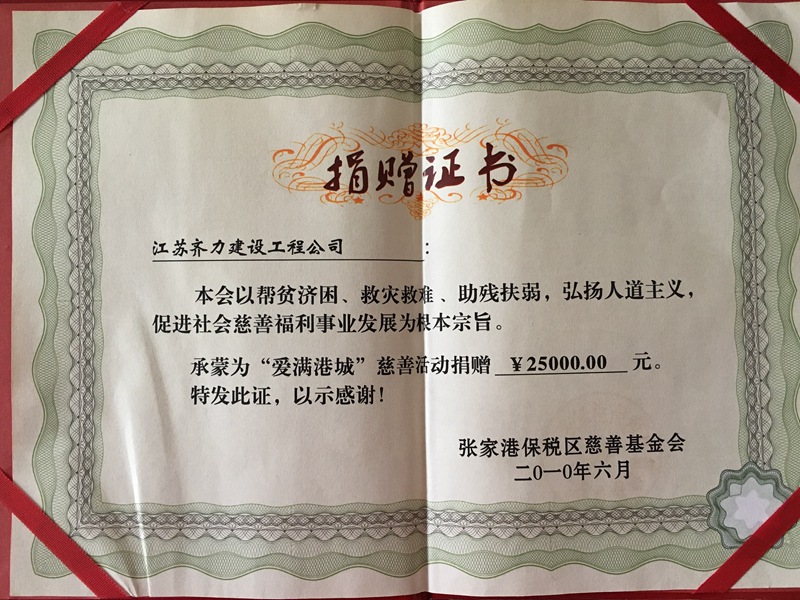 捐赠证书
江苏齐力建设工程公司：
本会以帮贫济困、救灾救难、助残扶弱，弘扬人道主义，
促进社会慈善福利事业发展为根本宗旨。
承蒙为“爱满港城”慈善活动捐赠 ￥25000.00 元。
特发此证，以示感谢！
张家港保税区慈善基金会
二0一0年六月